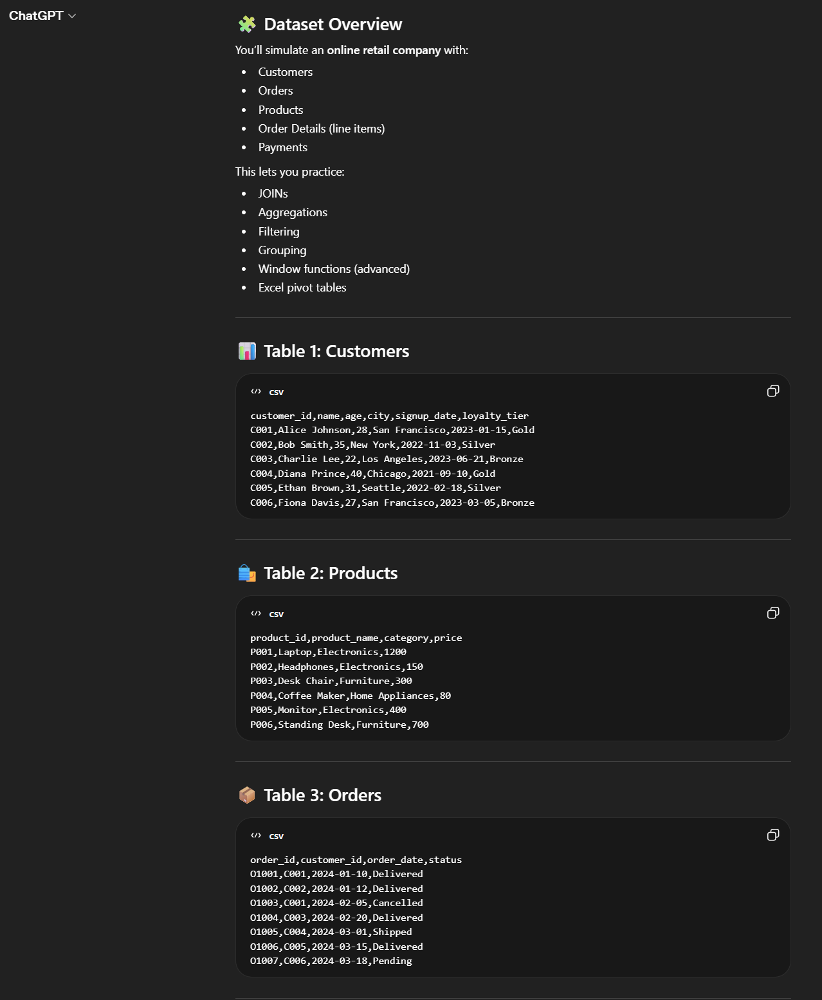 ChatGPT
Dataset Overview
You’ll simulate an online retail company with:
Customers
Orders
Products
Order Details (line items)
Payments
This lets you practice:
JOINs
Aggregations
Filtering
Grouping
Window functions (advanced)
Excel pivot tables
Table 1: Customers
csv
customer_id,name,age,city,signup_date,loyalty_tier
C001,Alice Johnson,28,San Francisco,2023-01-15,Gold
C002,Bob Smith,35,New York,2022-11-03,Silver
C003,Charlie Lee,22,Los Angeles,2023-06-21,Bronze
C004,Diana Prince,40,Chicago,2021-09-10,Gold
C005,Ethan Brown,31,Seattle,2022-02-18,Silver
C006,Fiona Davis,27,San Francisco,2023-03-05,Bronze
Table 2: Products
csv
product_id,product_name,category,price
P001,Laptop,Electronics,1200
P002,Headphones,Electronics,150
P003,Desk Chair,Furniture,300
P004,Coffee Maker,Home Appliances,80
P005,Monitor,Electronics,400
P006,Standing Desk,Furniture,700
Table 3: Orders
csv
order_id,customer_id,order_date,status
O1001,C001,2024-01-10,Delivered
O1002,C002,2024-01-12,Delivered
O1003,C001,2024-02-05,Cancelled
O1004,C003,2024-02-20,Delivered
O1005,C004,2024-03-01,Shipped
O1006,C005,2024-03-15,Delivered
O1007,C006,2024-03-18,Pending